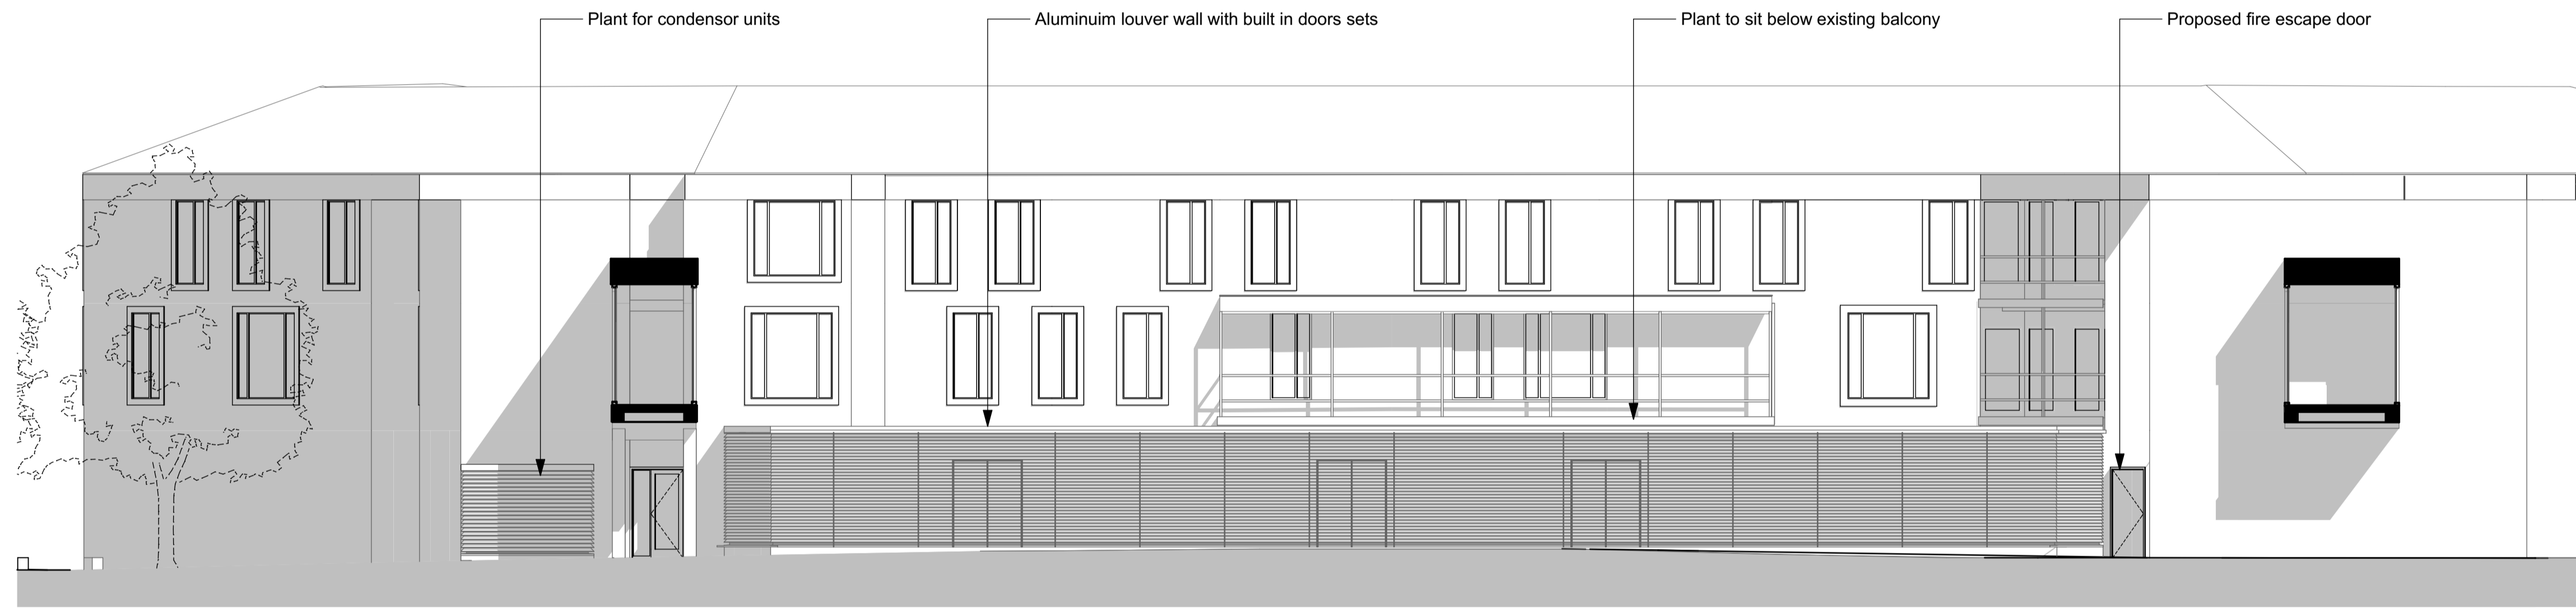 Plant for condensor units
Aluminuim louver wall with built in doors sets
Plant to sit below existing balcony
Proposed fire escape door